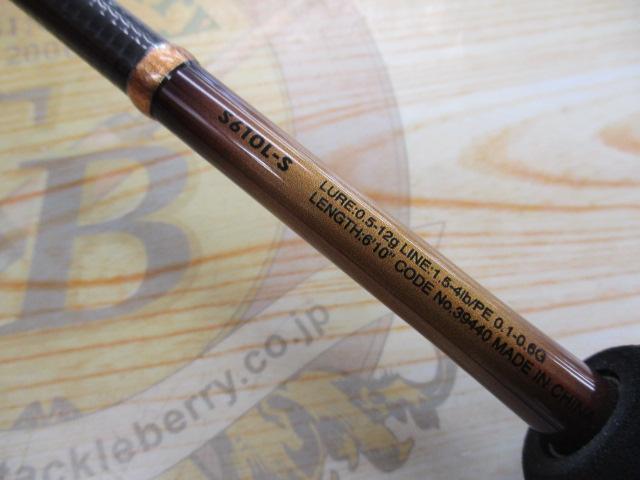 S610L-S
LURE:0.5-12g LINE:1.5-4lb/PE 0.1-0.6G
LENGTH:6'10" CODE No.39440 MADE IN CHINA
TB
tackleberry.co.jp